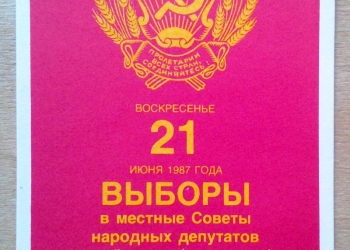 ПРОЛЕТАРИИ
ВСЕХ СТРАН,
СОЕДИНЯЙТЕСЬ!
ВОСКРЕСЕНЬЕ
21
ИЮНЯ 1987 ГОДА
ВЫБОРЫ
в местные Советы
народных депутатов